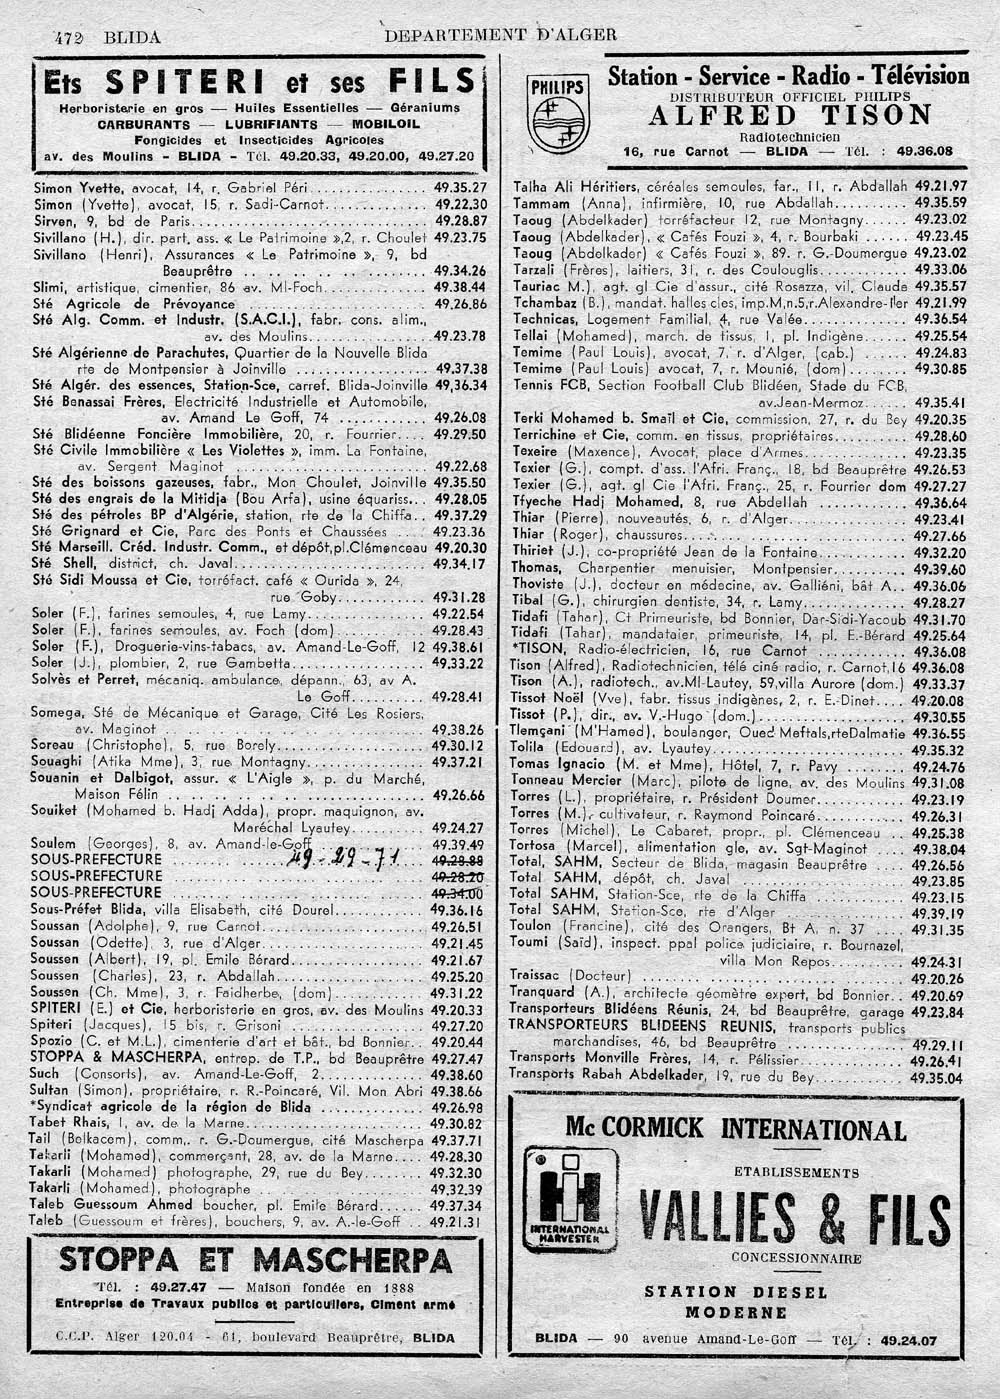 472 BLIDA
DEPARTEMENT D'ALGER
Ets SPITERI et ses FILS
Herboristerie en gros — Huiles Essentielles — Géraniums
CARBURANTS — LUBRIFIANTS — MOBILOIL
Fongicides et Insecticides Agricoles
av. des Moulins - BLIDA - Tél. 49.20.33, 49.20.00, 49.27.20
Simon Yvette, avocat, 14, r. Gabriel Péri .............. 49.35.27
Simon (Yvette), avocat, 15, r. Sadi-Carnot.............. 49.22.30
Sirven, 9, bd de Paris.............. 49.28.87
Sivillano (H.), dir. part. ass. « Le Patrimoine »,2, r. Choulet 49.23.75
Sivillano (Henri), Assurances « Le Patrimoine », 9, bd
Beauprêtre .............. 49.34.26
Slimi, artistique, cimentier, 86 av. Ml-Foch.............. 49.38.44
Sté Agricole de Prévoyance .............. 49.26.86
Sté Alg. Comm. et Industr. (S.A.C.I.), fabr. cons. alim.,
av. des Moulins.............. 49.23.78
Sté Algérienne de Parachutes, Quartier de la Nouvelle Blida
rte de Montpensier à Joinville .............. 49.37.38
Sté Algér. des essences, Station-Sce, carref. Blida-Joinville 49,36.34
Sté Benassai Frères, Electricité Industrielle et Automobile,
av. Amand Le Goff, 74 ............ 49.26.08
Sté Blidéenne Foncière Immobilière, 20, r. Fourrier.... 49.29.50
Sté Civile Immobilière « Les Violettes », imm. La Fontaine,
av. Sergent Maginot .............. 49.22.68
Sté des boissons gazeuses, fabr., Mon Choulet, Joinville 49.35.50
Sté des engrais de la Mitidja (Bou Arfa), usine équariss... 49.28.05
Sté des pétroles BP d'Algérie, station, rte de la Chiffa.. 49.37.29
Sté Grignard et Cie, Parc des Ponts et Chaussées .... 49.23.36
Sté Marseill. Créd. Industr. Comm., et dépôt,pl.Clémenceau 49.20.30
Sté Shell, district, ch. Javal.............. 49.34.17
Sté Sidi Moussa et Cie, torréfact. café « Ourida », 24,
rue Goby............ 49.31.28
Soler (F.), farines semoules, 4, rue Lamy.............. 49.22.54
Soler (F.), farines semoules, av. Foch (dom) ............ 49.28.43
Soler (F.), Droguerie-vins-tabacs, av. Amand-Le-Goff, 12 49.38.61
Soler (J.), plombier, 2, rue Gambetta.............. 49.33.22
Solvès et Perret, mécaniq. ambulance, dépann., 63, av A.
Le Goff.......... 49.28.41
Somega, Sté de Mécanique et Garage, Cité Les Rosiers,
av. Maginot .............. 49.38.26
Soreau (Christophe), 5, rue Borely.............. 49.30.12
Souaghi (Atika Mme), 3, rue Montagny.............. 49.37.21
Souanin et Dalbigot, assur. « L'Aigle », p. du Marché,
Maison Félin .............. 49.26.66
Souiket (Mohamed b. Hadj Adda), propr. maquignon, av.
Maréchal Lyautey.......... 49.24.27
Soulem (Georges), 8, av. Amand-le-Goff .............. 49.39.49
SOUS-PREFECTURE .............. 49-29-71 49.28.88
SOUS-PREFECTURE .............. 49.28.20
SOUS-PREFECTURE .............. 49.34.00
Sous-Préfet Blida, villa Elisabeth, cité Dourel............ 49.36.16
Soussan (Adolphe), 9, rue Carnot.............. 49.26.51
Soussan (Odette), 3, rue d'Alger.............. 49.21.45
Soussen (Albert), 19, pl. Emile Bérard.............. 49.21.67
Soussen (Charles), 23, r. Abdallah.............. 49.25.20
Soussen (Ch. Mme), 3, r. Faidherbe, (dom)............ 49.31.22
SPITERI (E.) et Cie, herboristerie en gros, av. des Moulins 49.20.33
Spiteri (Jacques), 15 bis, r. Grisoni .............. 49.27.20
Spozio (C. et M.L.), cimenterie d'art et bât., bd Bonnier.. 49.20.44
STOPPA & MASCHERPA, entrep. de T.P., bd Beauprêtre 49.27.47
Such (Consorts), av. Amand-Le-Goff, 2.............. 49.38.60
Sultan (Simon), propriétaire, r. R.-Poincaré, Vil. Mon Abri 49.38.66
*Syndicat agricole de la région de Blida .............. 49.26.98
Tabet Rhais, 1, av. de la Marne.............. 49.30.82
Tail (Belkacem), comm,. r. G.-Doumergue, cité Mascherpa 49.37.71
Takarli (Mohamed), commerçant, 28, av. de la Marne.... 49.28.30
Takarli (Mohamed) photographe, 29, rue du Bey........ 49.32.30
Takarli (Mohamed), photographe .............. 49.32.39
Taleb Guessoum Ahmed boucher, pl. Emile Bérard...... 49.37.34
Taleb (Guessoum et frères), bouchers, 9, av. A.-le-Goff .. 49.21.31
STOPPA ET MASCHERPA
Tél. : 49.27.47 — Maison fondée en 1888
Entreprise de Travaux publics et particuliers, Ciment armé
C.C.P. Alger 120.04 - 61, boulevard Beauprêtre, BLIDA
PHILIPS
Station - Service - Radio - Télévision
DISTRIBUTEUR OFFICIEL PHILIPS
ALFRED TISON
Radiotechnicien
16, rue Carnot — BLIDA — Tél. : 49.36.08
Talha Ali Héritiers, céréales semoules, far., 11, r. Abdallah 49.21.97
Tammam (Anna), infirmière, 10, rue Abdallah.......... 49.35.59
Taoug (Abdelkader) torréfacteur 12, rue Montagny...... 49.23.02
Taoug (Abdelkader), « Cafés Fouzi », 4, r. Bourbaki ...... 49.23.45
Taoug (Abdelkader) « Cafés Fouzi », 89. r. G.-Doumergue 49.23.02
Tarzali (Frères), laitiers, 31, r. des Coulouglis............ 49.33.06
Tauriac M.), agt. gl Cie d'assur., cité Rosazza, vil. Claude 49.35.57
Tchambaz (B.), mandat. halles cles, imp.M,n.5,r.Alexandre-Iler 49.21.99
Technicas, Logement Familial, 4, rue Valée.............. 49.36.54
Tellai (Mohamed), march. de tissus, 1, pl. Indigène...... 49.25.54
Temime (Paul Louis), avocat, 7, r. d'Alger, (cab.) ...... 49.24.83
Temime (Paul Louis) avocat, 7, r. Mounié, (dom)........ 49.30.85
Tennis FCB, Section Football Club Blidéen, Stade du FCB,
av.Jean-Mermoz...... 49.35.41
Terki Mohamed b. Smaïl et Cie, commission, 27, r. du Bey 49.20.35
Terrichine et Cie, comm. en tissus, propriétaires.......... 49.28.60
Texeire (Maxence), Avocat, place d'Armes.............. 49.23.35
Texier (G.), compt. d'ass. l'Afri. Franç., 18, bd Beauprêtre 49.26.53
Texier (G.), agt. gl Cie l'Afri. Franç., 25, r. Fourrier dom 49.27.27
Tfyeche Hadj Mohamed, 8, rue Abdellah .............. 49.36.64
Thiar (Pierre), nouveautés, 6, r. d'Alger.............. 49.23.41
Thiar (Roger), chaussures.............. 49.27.66
Thiriet (J.), co-propriété Jean de la Fontaine............ 49.32.20
Thomas, Charpentier menuisier, Montpensier............ 49.39.60
Thoviste (J.), docteur en médecine, av. Galliéni, bât A.. 49.36.06
Tibal (G.), chirurgien dentiste, 34, r. Lamy............ 49.28.27
Tidafi (Tahar), Ct Primeuriste, bd Bonnier, Dar-Sidi-Yacoub 49.31.70
Tidafi (Tahar), mandataier, primeuriste, 14, pl. E.-Bérard 49.25.64
*TISON, Radio-électricien, 16, rue Carnot .............. 49.36.08
Tison (Alfred), Radiotechnicien, télé ciné radio, r. Carnot,16 49.36.08
Tison (A.), radiotech., av.Ml-Lautey, 59,villa Aurore (dom.) 49.33.37
Tissot Noël (Vve), fabr. tissus indigènes, 2, r. E.-Dinet.... 49.20.08
Tissot (P.), dir., av. V.-Hugo (dom.).............. 49.30.55
Tlemçani (M'Hamed), boulanger, Oued Meftals,rteDalmatie 49.36.55
Tolila (Edouard), av. Lyautey.............. 49.35.32
Tomas Ignacio (M. et Mme), Hôtel, 7, r. Pavy ........ 49.24.76
Tonneau Mercier (Marc), pilote de ligne, av. des Moulins 49.31.08
Torres (L.), propriétaire, r. Président Doumer............ 49.23.19
Torres (M.), cultivateur, r. Raymond Poincaré............ 49.26.31
Torres (Michel), Le Cabaret, propr., pl. Clémenceau .. 49.25.38
Tortosa (Marcel), alimentation gle, av. Sgt-Maginot .... 49.38.04
Total, SAHM, Secteur de Blida, magasin Beauprêtre .... 49.26.56
Total SAHM, dépôt, ch. Javal .............. 49.23.85
Total SAHM, Station-Sce, rte de la Chiffa .............. 49.23.15
Total SAHM, Station-Sce, rte d'Alger .............. 49.39.19
Toulon (Francine), cité des Orangers, Bt A, n. 37 .... 49.31.35
Toumi (Saïd), inspect. ppal police judiciaire, r. Bournazel,
villa Mon Repos.......... 49.24.31
Traissac (Docteur) .............. 49.20.26
Tranquard (A.), architecte géomètre expert, bd Bonnier.. 49.20.69
Transporteurs Blidéens Réunis, 24, bd Beauprêtre, garage 49.23.84
TRANSPORTEURS BLIDEENS REUNIS, transports publics
marchandises, 46, bd Beauprêtre .............. 49.29.11
Transports Monville Frères, 14, r. Pélissier.............. 49.26.41
Transports Rabah Abdelkader, 19, rue du Bey............ 49.35.04
Mc CORMICK INTERNATIONAL
ETABLISSEMENTS
VALLIES & FILS
INTERNATIONAL
HARVESTER
CONCESSIONNAIRE
STATION DIESEL
MODERNE
BLIDA — 90 avenue Amand-Le-Goff — Tél. : 49.24.07